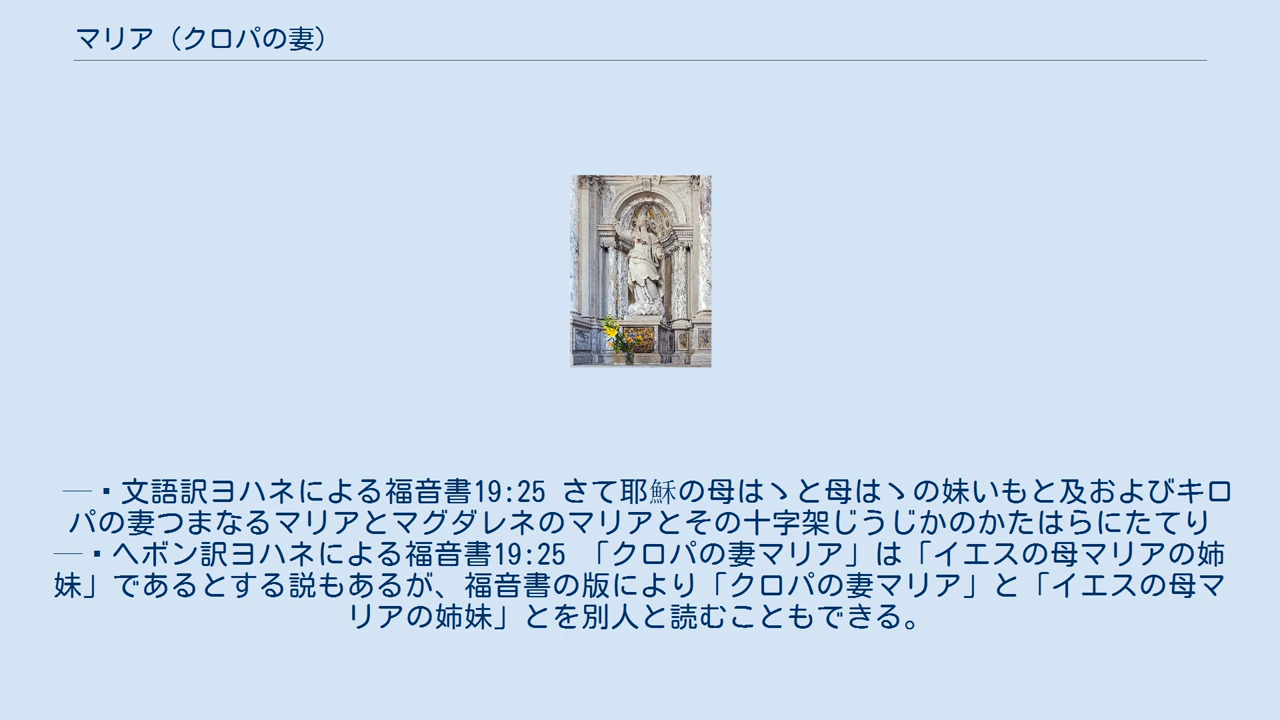 マリア（クロパの妻）
―・文語訳ヨハネによる福音書19:25 さて耶穌の母はゝと母はゝの妹いもと及およびキロ
パの妻つまなるマリアとマグダレネのマリアとその十字架じうじかのかたはらにたてり
―・ヘボン訳ヨハネによる福音書19:25 「クロパの妻マリア」は「イエスの母マリアの姉
妹」であるとする説もあるが、福音書の版により「クロパの妻マリア」と「イエスの母マ
リアの姉妹」とを別人と読むこともできる。